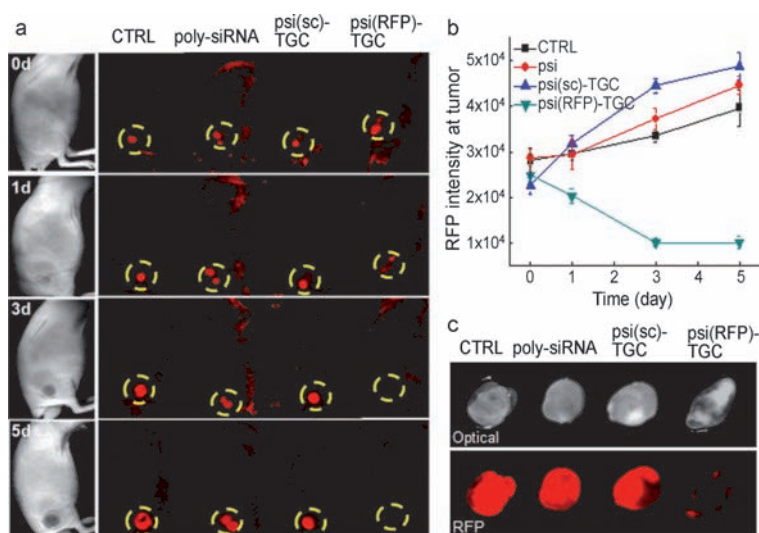 a
CTRL poly-siRNA psi(sc)-TGC psi(RFP)-TGC
0d
1d
3d
5d
b
CTRL
psi
psi(sc)-TGC
psi(RFP)-TGC
RFP intensity at tumor
5x10⁴
4x10⁴
3x10⁴
2x10⁴
1x10⁴
0 1 3 5
Time (day)
c
CTRL poly-siRNA psi(sc)-TGC psi(RFP)-TGC
Optical
RFP